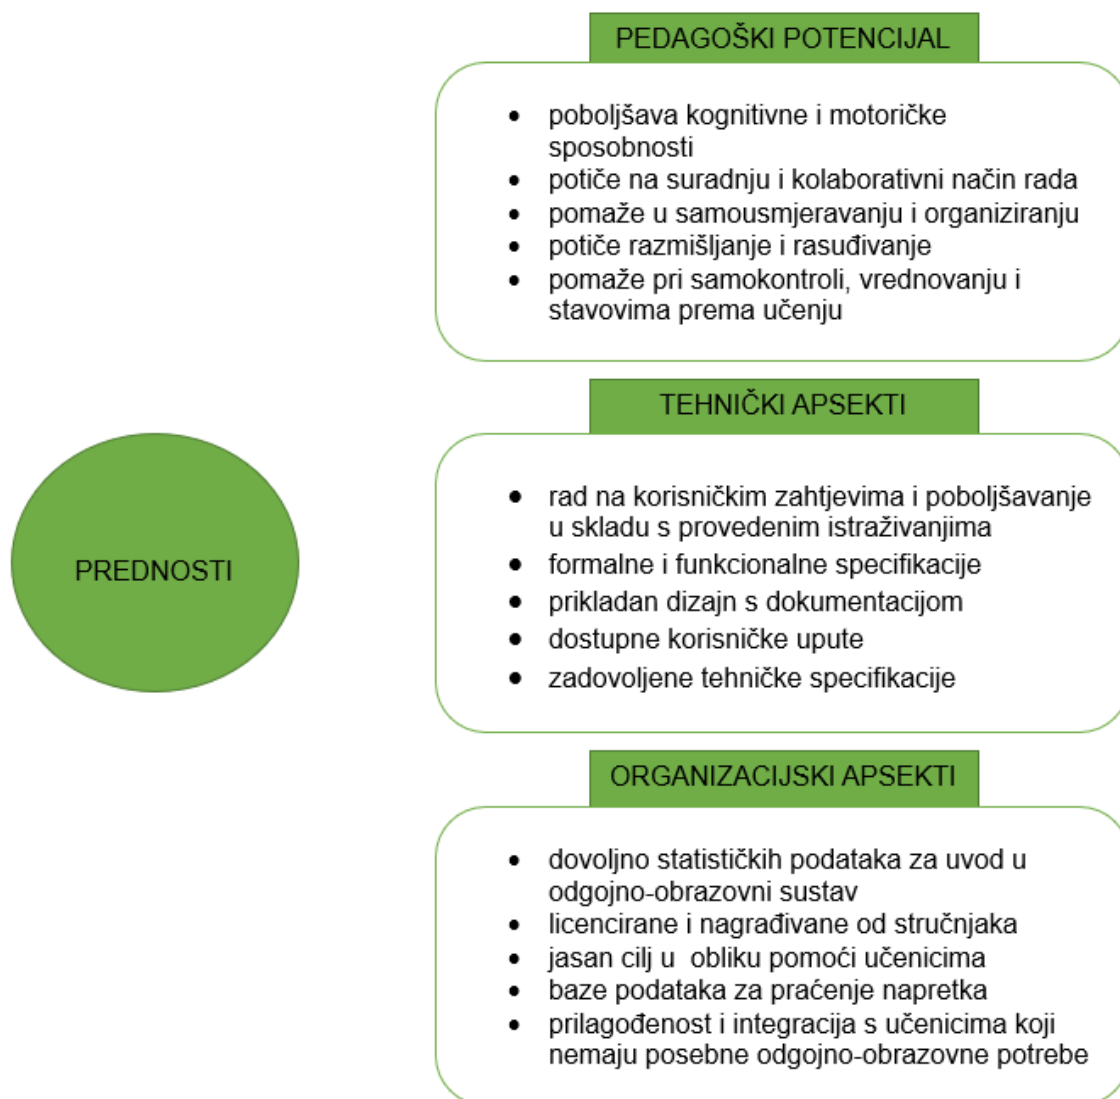 PEDAGOŠKI POTENCIJAL
• poboljšava kognitivne i motoričke
sposobnosti
• potiče na suradnju i kolaborativni način rada
• pomaže u samousmjeravanju i organiziranju
• potiče razmišljanje i rasuđivanje
• pomaže pri samokontroli, vrednovanju i
stavovima prema učenju
PREDNOSTI
TEHNIČKI APSEKTI
• rad na korisničkim zahtjevima i poboljšavanje
u skladu s provedenim istraživanjima
• formalne i funkcionalne specifikacije
• prikladan dizajn s dokumentacijom
• dostupne korisničke upute
• zadovoljene tehničke specifikacije
ORGANIZACIJSKI APSEKTI
• dovoljno statističkih podataka za uvod u
odgojno-obrazovni sustav
• licencirane i nagrađivane od stručnjaka
• jasan cilj u  obliku pomoći učenicima
• baze podataka za praćenje napretka
• prilagođenost i integracija s učenicima koji
nemaju posebne odgojno-obrazovne potrebe